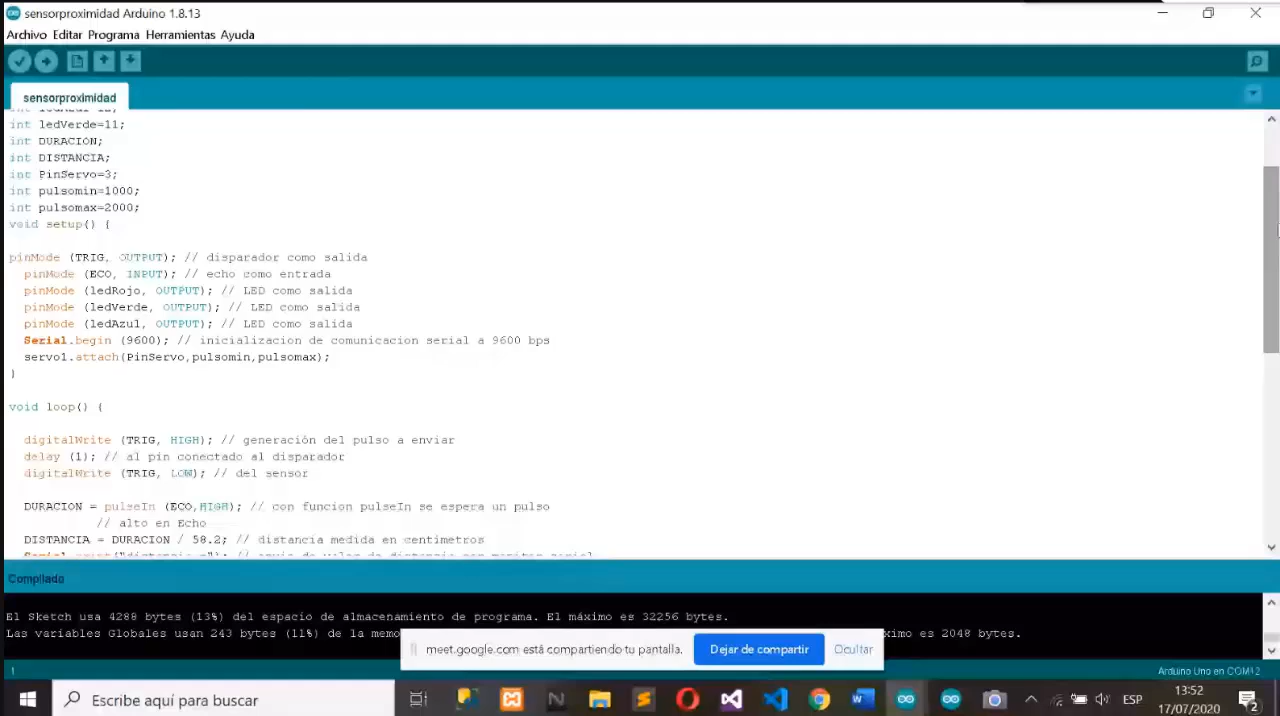 sensorproximidad Arduino 1.8.13
Archivo Editar Programa Herramientas Ayuda
sensorproximidad
int ledVerde=11;
int DURACION;
int DISTANCIA;
int PinServo=3;
int pulsomin=1000;
int pulsomax=2000;
void setup() {
pinMode (TRIG, OUTPUT); // disparador como salida
pinMode (ECO, INPUT); // echo como entrada
pinMode (ledRojo, OUTPUT); // LED como salida
pinMode (ledVerde, OUTPUT); // LED como salida
pinMode (ledAzul, OUTPUT); // LED como salida
Serial.begin (9600); // inicializacion de comunicacion serial a 9600 bps
servo1.attach(PinServo,pulsomin,pulsomax);
}
void loop() {
digitalWrite (TRIG, HIGH); // generación del pulso a enviar
delay (1); // al pin conectado al disparador
digitalWrite (TRIG, LOW); // del sensor
DURACION = pulseIn (ECO,HIGH); // con funcion pulseIn se espera un pulso
// alto en Echo
DISTANCIA = DURACION / 58.2; // distancia medida en centimetros
Compilado
El Sketch usa 4288 bytes (13%) del espacio de almacenamiento de programa. El máximo es 32256 bytes.
Las variables Globales usan 243 bytes (11%) de la memo
ximo es 2048 bytes.
meet.google.com está compartiendo tu pantalla.
Dejar de compartir
Ocultar
1
Arduino Uno en COM12
Escribe aquí para buscar
ESP
13:52
17/07/2020
2